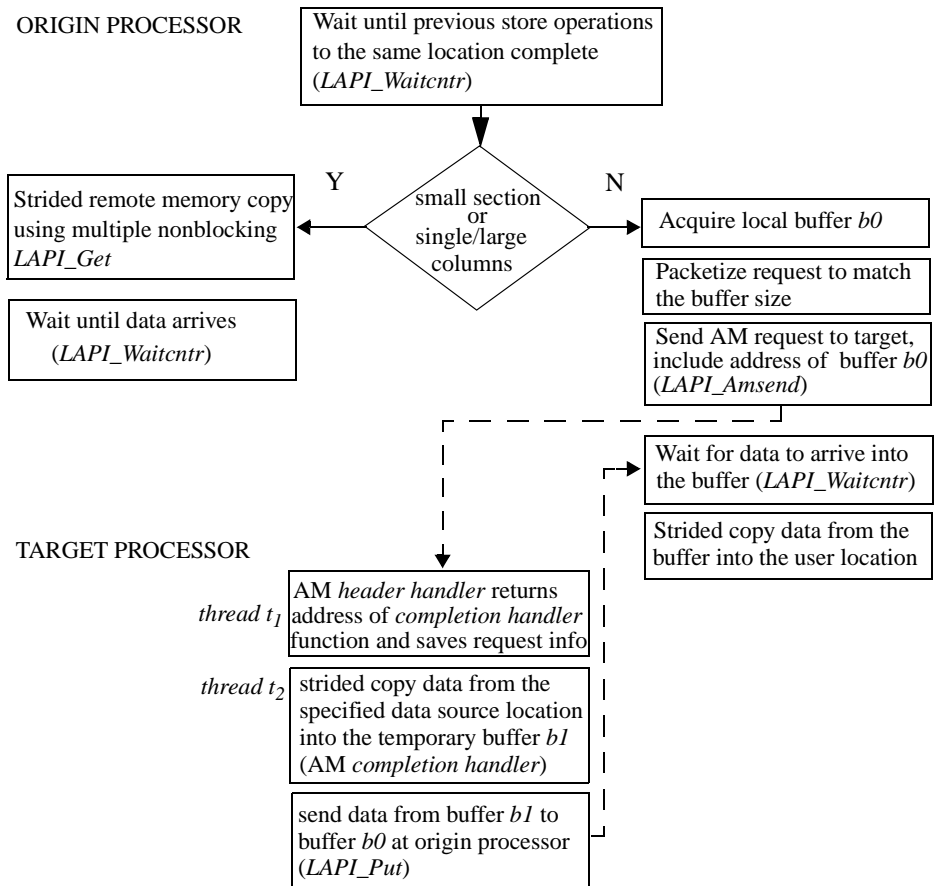 ORIGIN PROCESSOR
Wait until previous store operations
to the same location complete
(LAPI_Waitcntr)
Y
N
small section
or
single/large
columns
Strided remote memory copy
using multiple nonblocking
LAPI_Get
Wait until data arrives
(LAPI_Waitcntr)
Acquire local buffer b0
Packetize request to match
the buffer size
Send AM request to target,
include address of buffer b0
(LAPI_Amsend)
Wait for data to arrive into
the buffer (LAPI_Waitcntr)
Strided copy data from the
buffer into the user location
TARGET PROCESSOR
thread t1
AM header handler returns
address of completion handler
function and saves request info
thread t2
strided copy data from the
specified data source location
into the temporary buffer b1
(AM completion handler)
send data from buffer b1 to
buffer b0 at origin processor
(LAPI_Put)